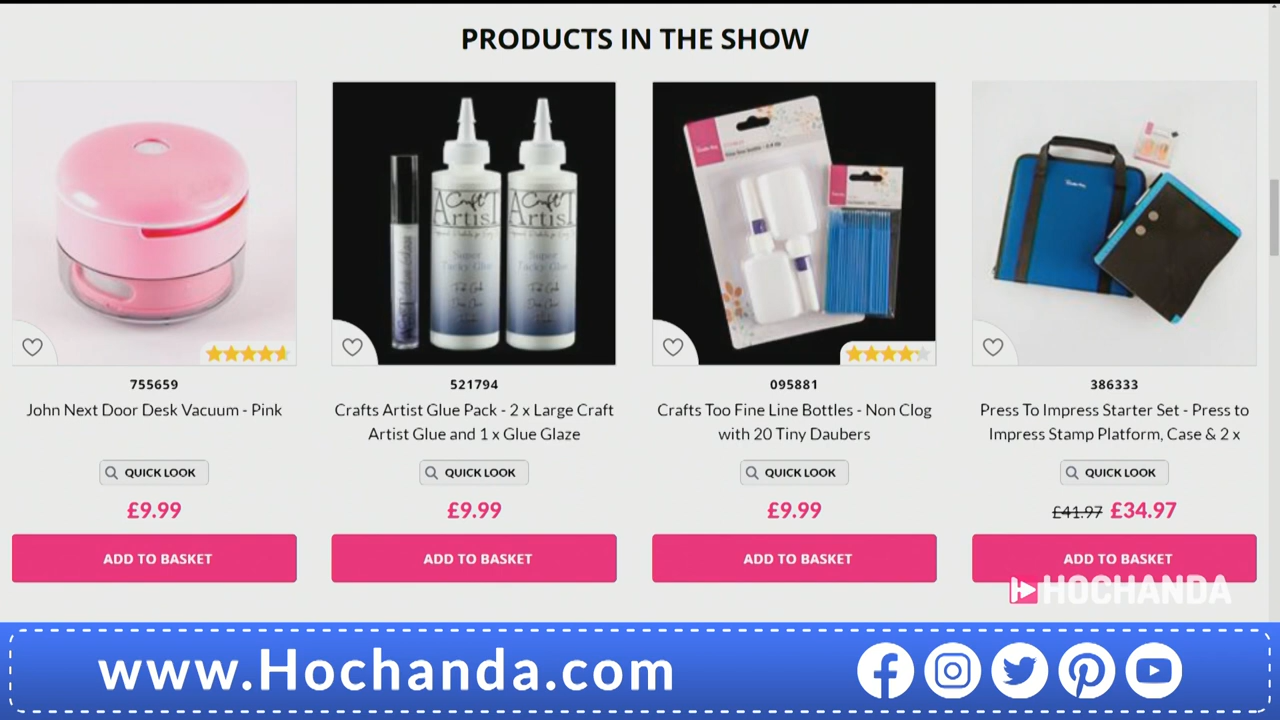 PRODUCTS IN THE SHOW
Craft
Artist
Craft
Artist
755659
521794
095881
386333
John Next Door Desk Vacuum - Pink
Crafts Artist Glue Pack - 2 x Large Craft
Artist Glue and 1 x Glue Glaze
Crafts Too Fine Line Bottles - Non Clog
with 20 Tiny Daubers
Press To Impress Starter Set - Press to
Impress Stamp Platform, Case & 2 x
QUICK LOOK
QUICK LOOK
QUICK LOOK
QUICK LOOK
£9.99
£9.99
£9.99
£41.97 £34.97
ADD TO BASKET
ADD TO BASKET
ADD TO BASKET
ADD TO BASKET
HOCHANDA
www.Hochanda.com